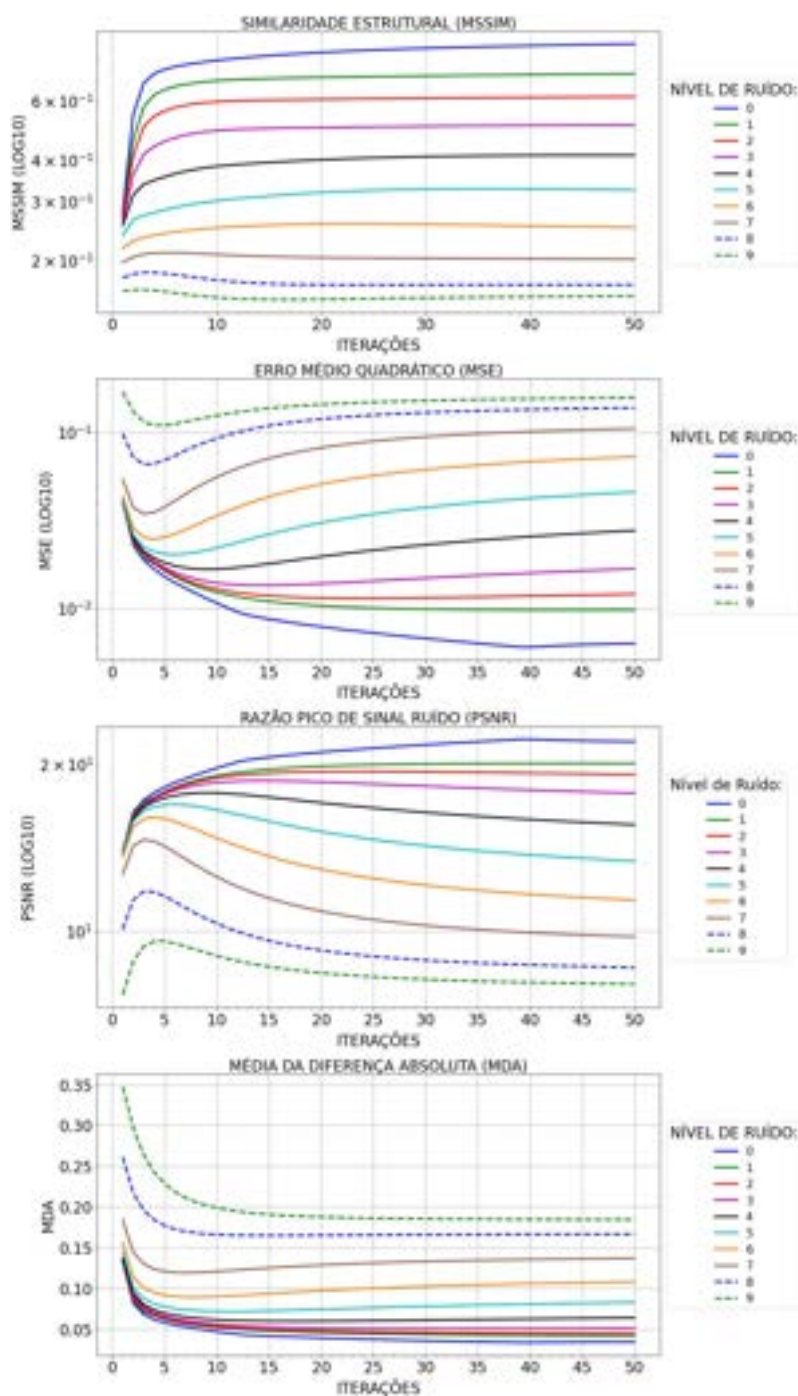 SIMILARIDADE ESTRUTURAL (MSSIM)
MSSIM (LOG10)
6 × 10⁻¹
4 × 10⁻¹
3 × 10⁻¹
2 × 10⁻¹
0 5 10 15 20 25 30 35 40 45 50
ITERAÇÕES
NÍVEL DE RUÍDO:
0
1
2
3
4
5
6
7
8
9
ERRO MÉDIO QUADRÁTICO (MSE)
MSE (LOG10)
10⁻¹
10⁻²
0 5 10 15 20 25 30 35 40 45 50
ITERAÇÕES
NÍVEL DE RUÍDO:
0
1
2
3
4
5
6
7
8
9
RAZÃO PICO DE SINAL RUÍDO (PSNR)
PSNR (LOG10)
2 × 10¹
10¹
0 5 10 15 20 25 30 35 40 45 50
ITERAÇÕES
Nível de Ruído:
0
1
2
3
4
5
6
7
8
9
MÉDIA DA DIFERENÇA ABSOLUTA (MDA)
MDA
0.35
0.30
0.25
0.20
0.15
0.10
0.05
0 5 10 15 20 25 30 35 40 45 50
ITERAÇÕES
NÍVEL DE RUÍDO:
0
1
2
3
4
5
6
7
8
9